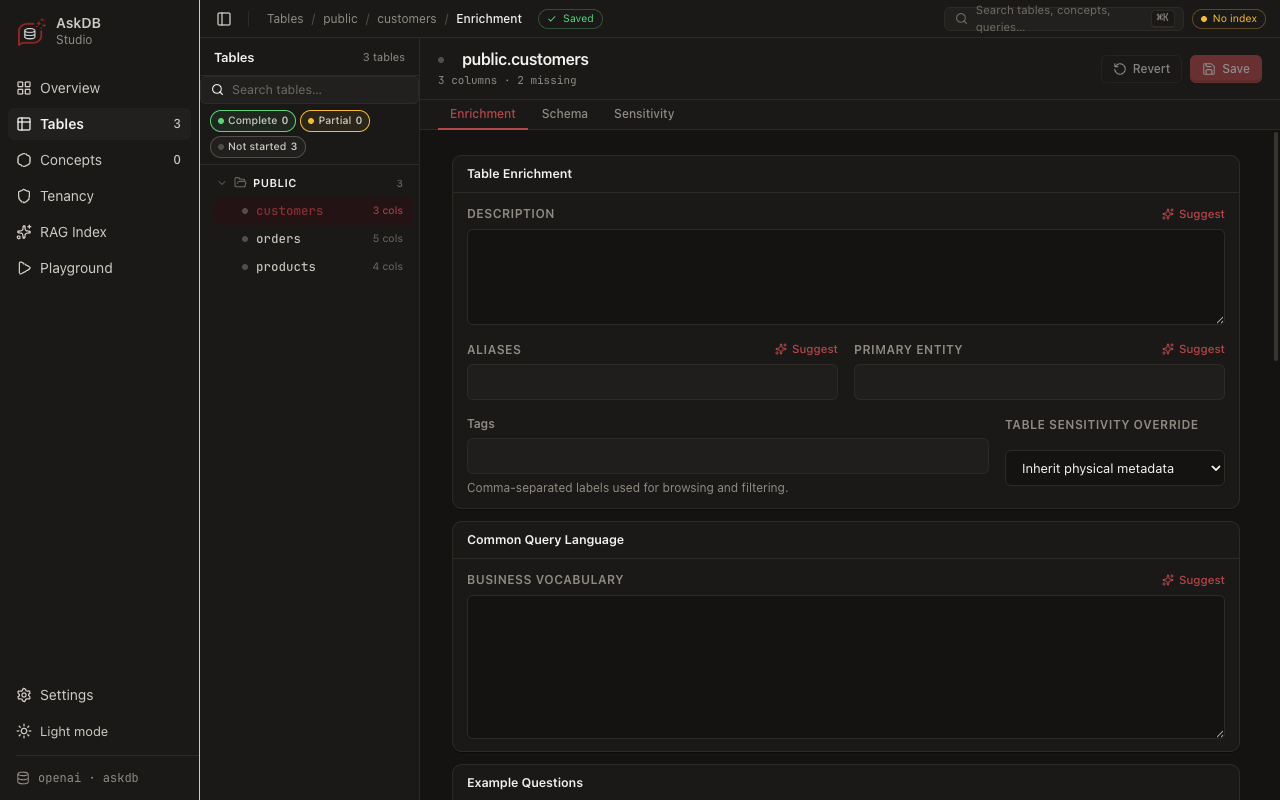 AskDB
Studio
Overview
Tables 3
Concepts 0
Tenancy
RAG Index
Playground
Settings
Light mode
openai · askdb
Tables / public / customers / Enrichment
Saved
Search tables, concepts, queries...
⌘K
No index
Tables 3 tables
Search tables...
Complete 0
Partial 0
Not started 3
PUBLIC 3
customers 3 cols
orders 5 cols
products 4 cols
public.customers
3 columns · 2 missing
Revert
Save
Enrichment
Schema
Sensitivity
Table Enrichment
DESCRIPTION
Suggest
ALIASES
Suggest
PRIMARY ENTITY
Suggest
Tags
Comma-separated labels used for browsing and filtering.
TABLE SENSITIVITY OVERRIDE
Inherit physical metadata
Common Query Language
BUSINESS VOCABULARY
Suggest
Example Questions